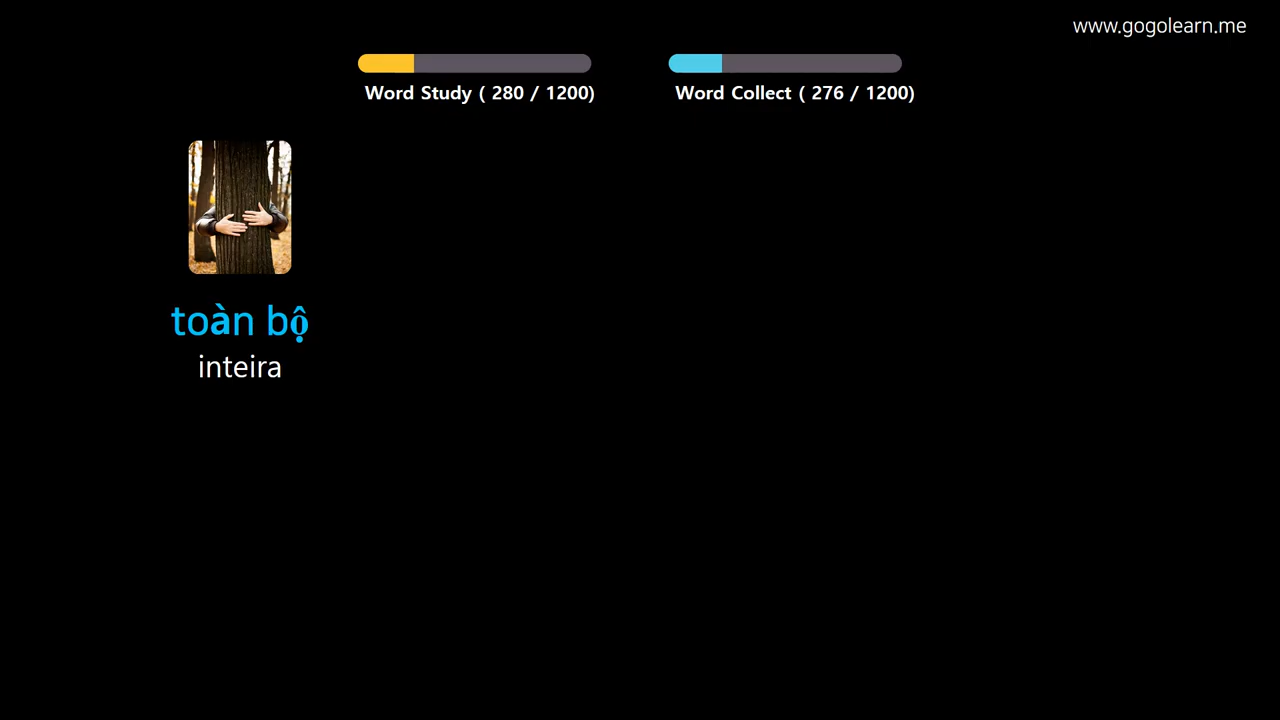 www.gogolearn.me
Word Study ( 280 / 1200)
Word Collect ( 276 / 1200)
toàn bộ
inteira